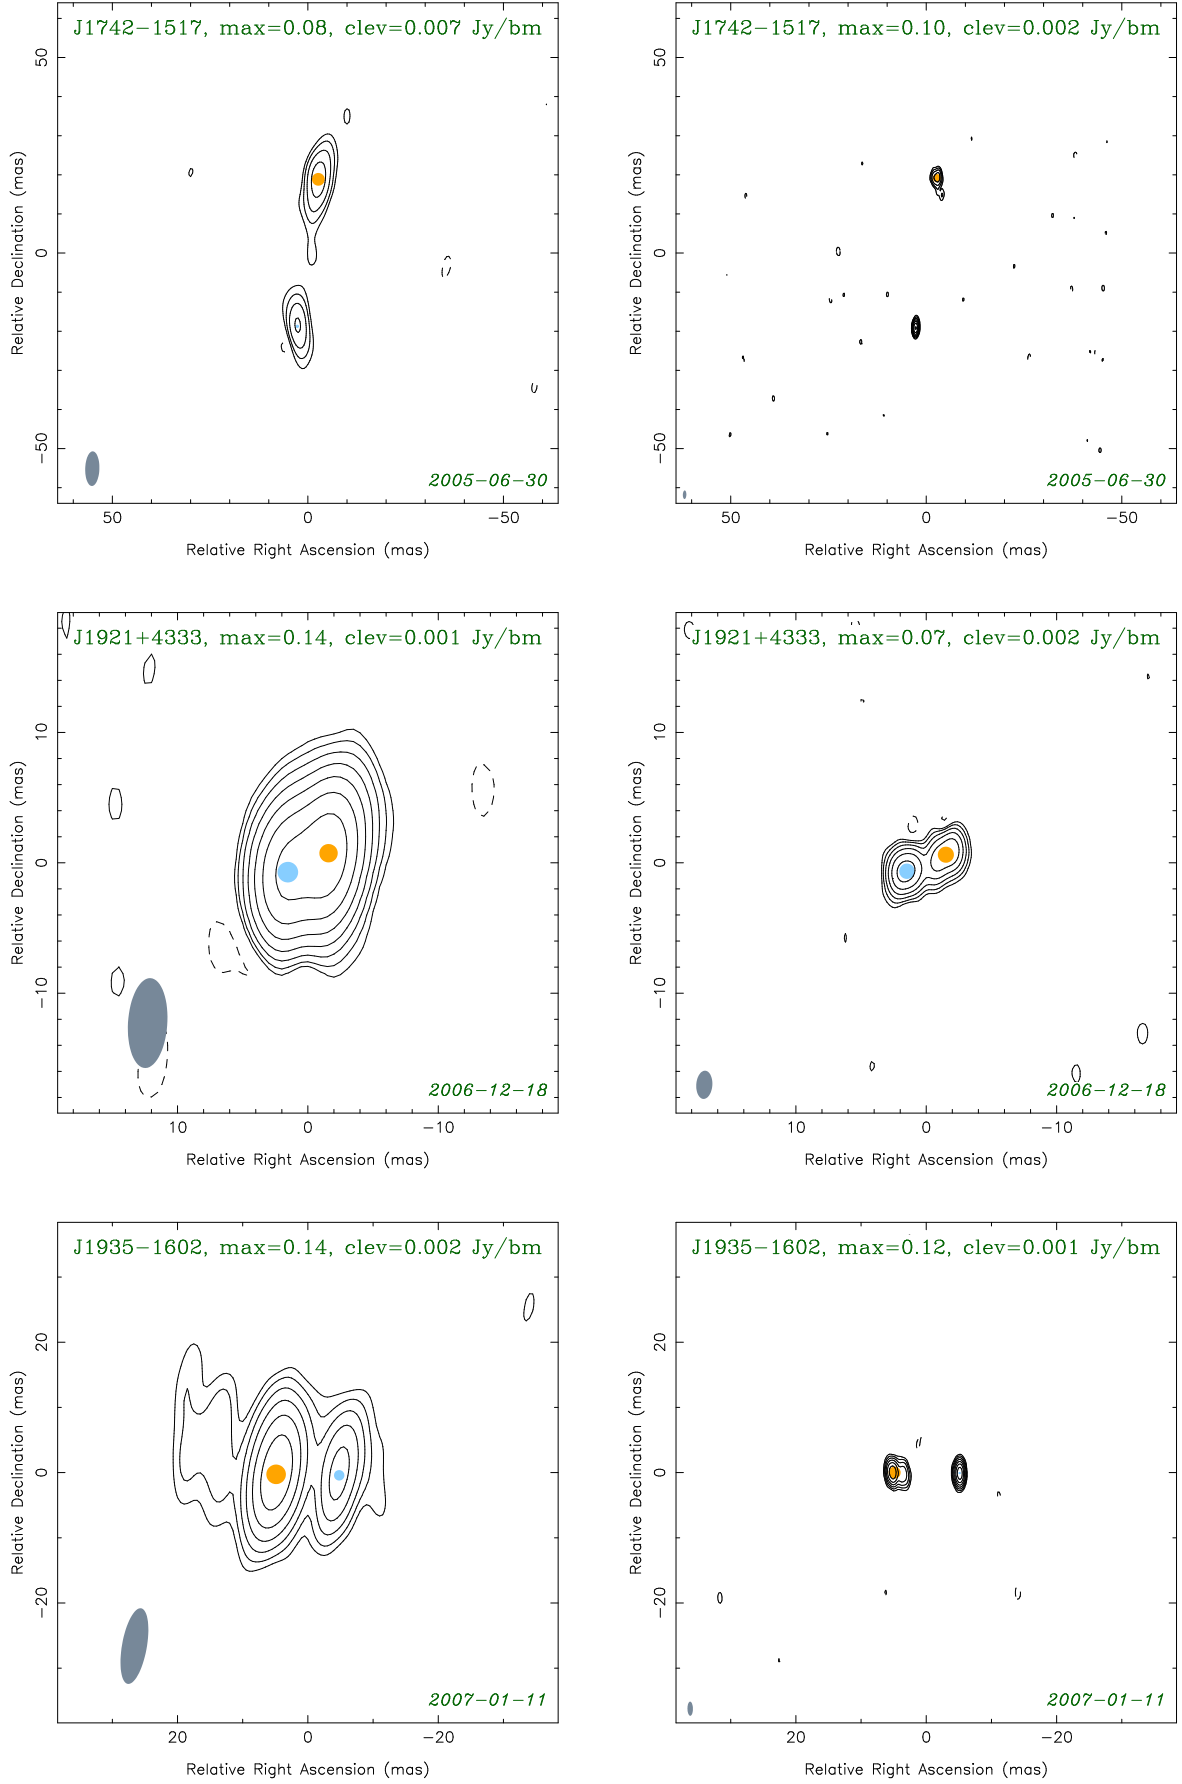 J1742−1517, max=0.08, clev=0.007 Jy/bm
50
0
−50
Relative Declination (mas)
2005−06−30
50 0 −50
Relative Right Ascension (mas)
J1742−1517, max=0.10, clev=0.002 Jy/bm
50
0
−50
Relative Declination (mas)
2005−06−30
50 0 −50
Relative Right Ascension (mas)
J1921+4333, max=0.14, clev=0.001 Jy/bm
10
0
−10
Relative Declination (mas)
2006−12−18
10 0 −10
Relative Right Ascension (mas)
J1921+4333, max=0.07, clev=0.002 Jy/bm
10
0
−10
Relative Declination (mas)
2006−12−18
10 0 −10
Relative Right Ascension (mas)
J1935−1602, max=0.14, clev=0.002 Jy/bm
20
0
−20
Relative Declination (mas)
2007−01−11
20 0 −20
Relative Right Ascension (mas)
J1935−1602, max=0.12, clev=0.001 Jy/bm
20
0
−20
Relative Declination (mas)
2007−01−11
20 0 −20
Relative Right Ascension (mas)